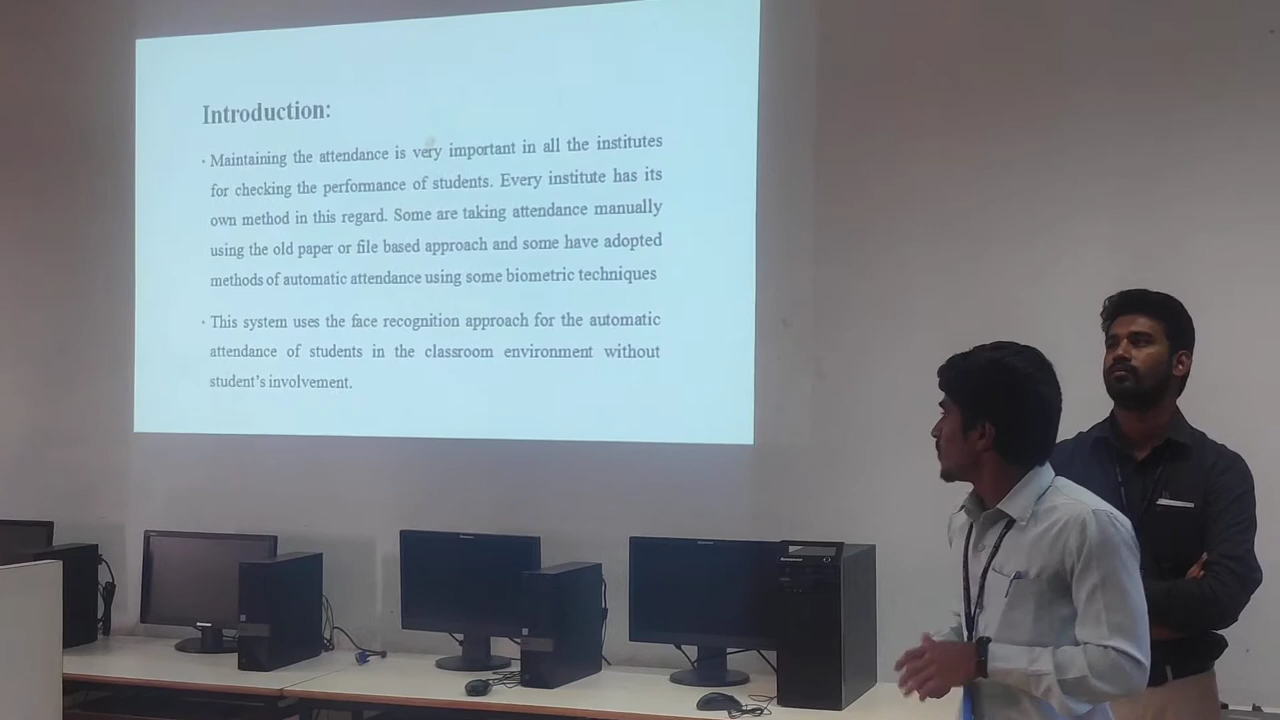 Introduction:
• Maintaining the attendance is very important in all the institutes
for checking the performance of students. Every institute has its
own method in this regard. Some are taking attendance manually
using the old paper or file based approach and some have adopted
methods of automatic attendance using some biometric techniques
• This system uses the face recognition approach for the automatic
attendance of students in the classroom environment without
student's involvement.